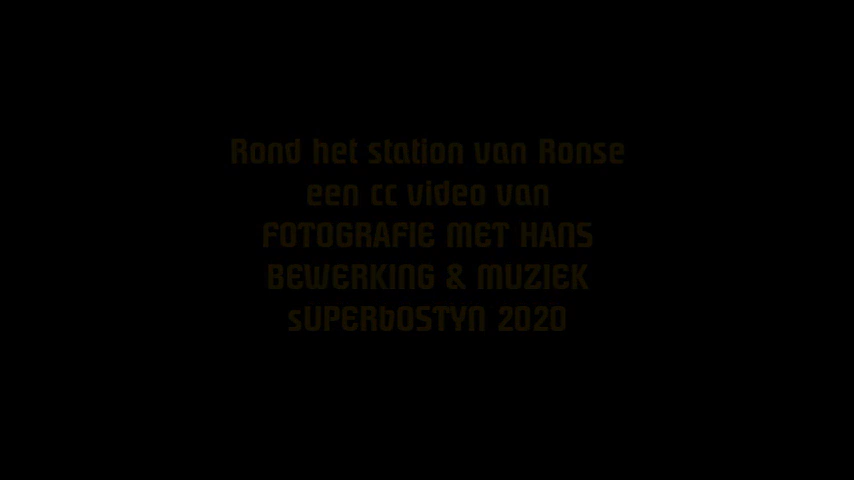 Rond het station van Ronse
een cc video van
FOTOGRAFIE MET HANS
BEWERKING & MUZIEK
sUPERbOSTYN 2020